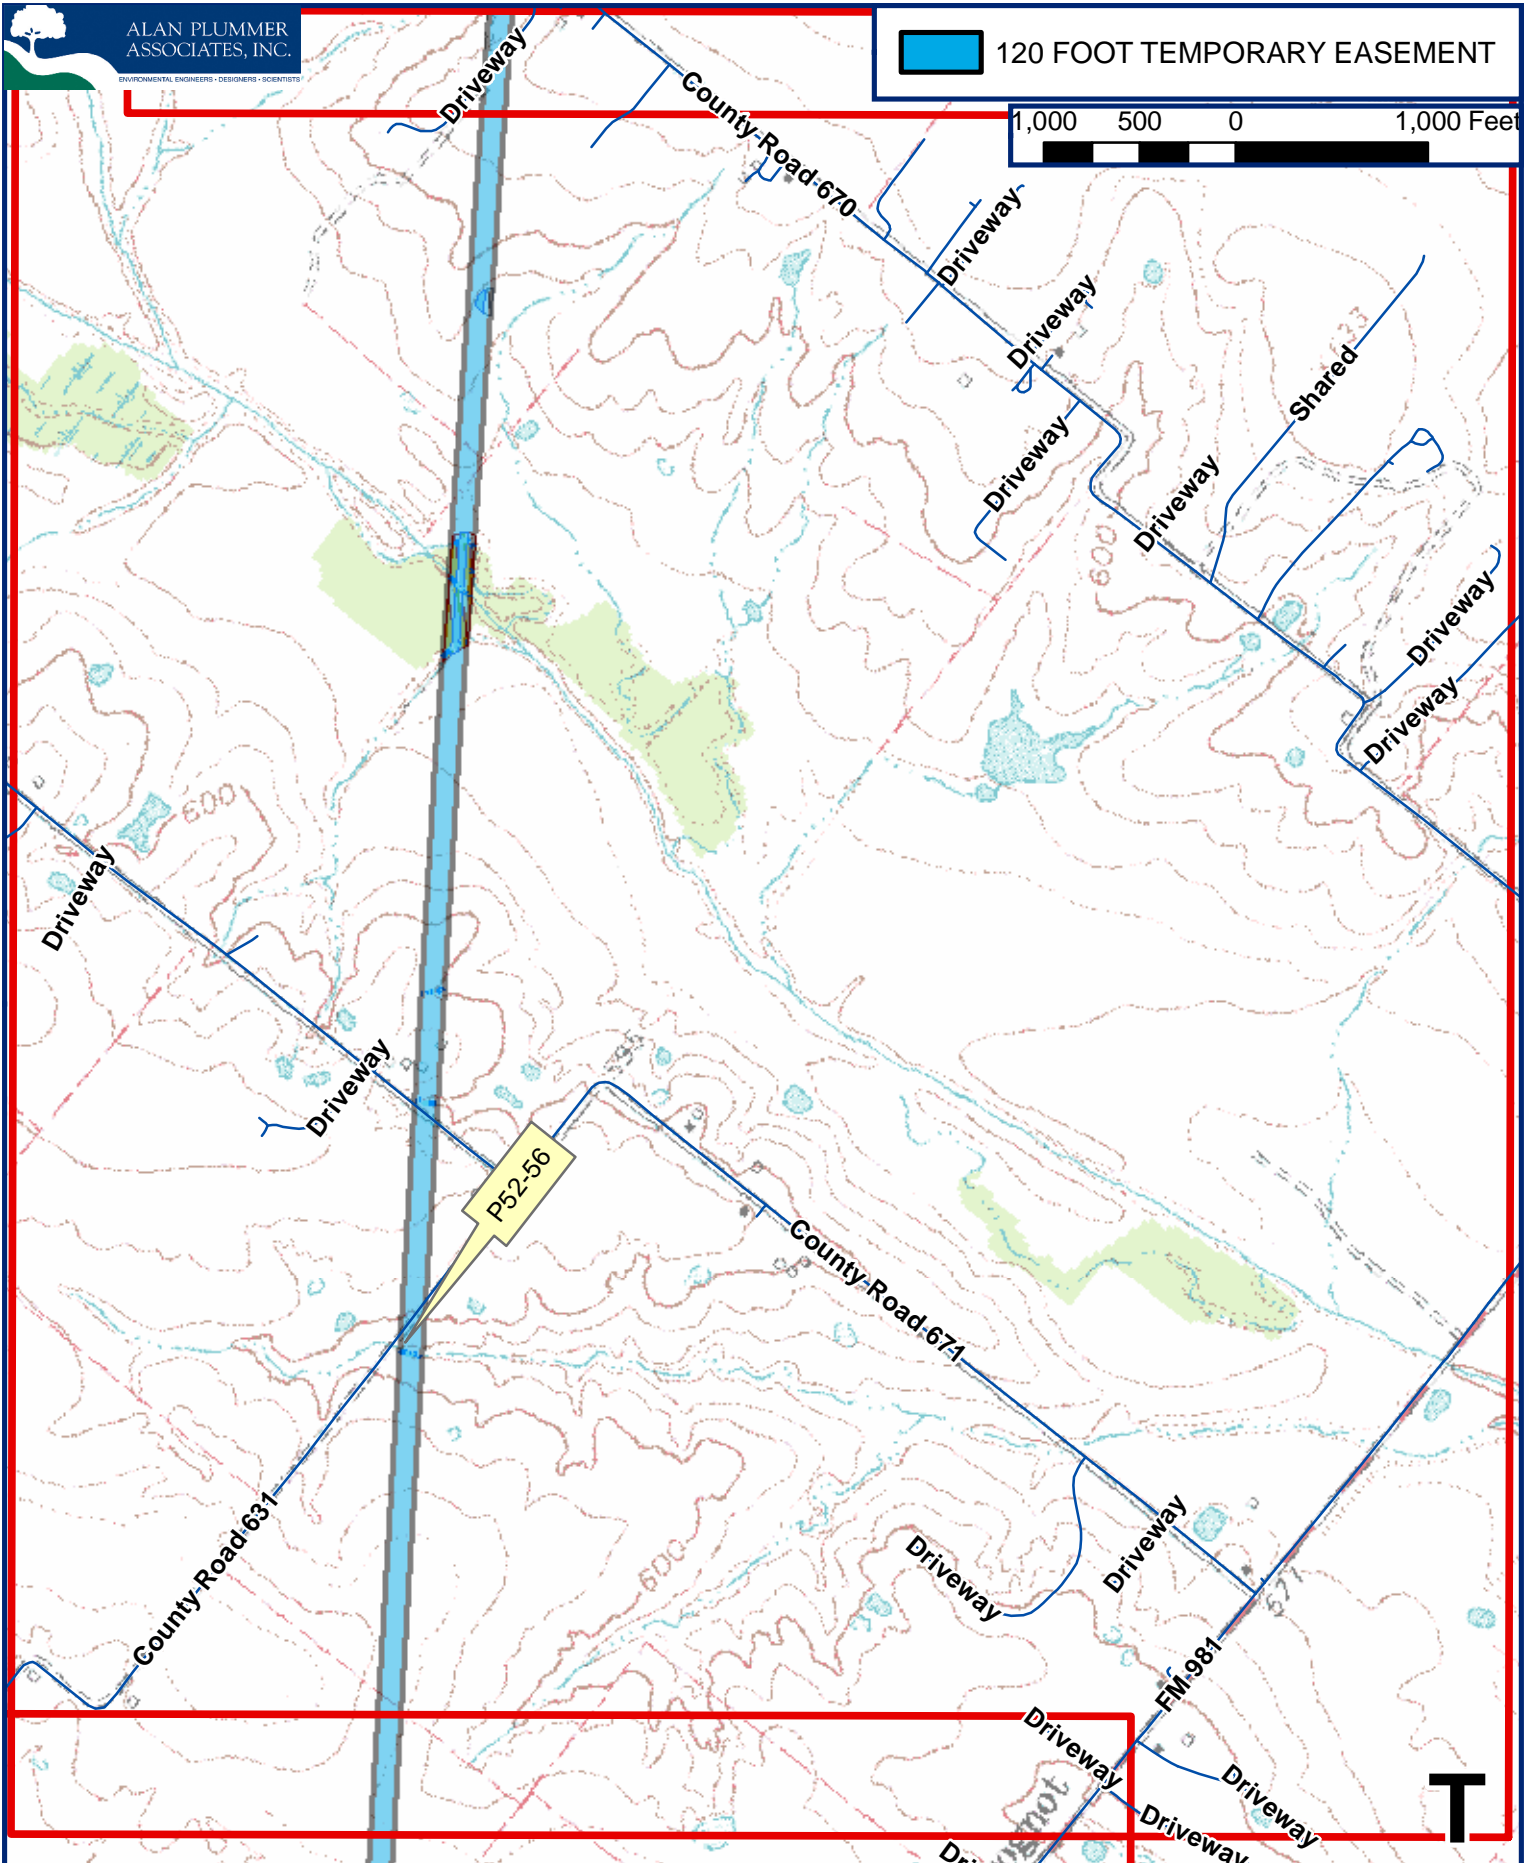 ALAN PLUMMER
ASSOCIATES, INC.
ENVIRONMENTAL ENGINEERS • DESIGNERS • SCIENTISTS
120 FOOT TEMPORARY EASEMENT
1,000 500 0 1,000 Feet
Driveway
County Road 670
Driveway
Driveway
Shared
Driveway
Driveway
600
Driveway
Driveway
600
Driveway
Driveway
P52-56
County Road 671
County Road 631
600
Driveway
Driveway
FM 981
Driveway
Driveway
Driveway
T